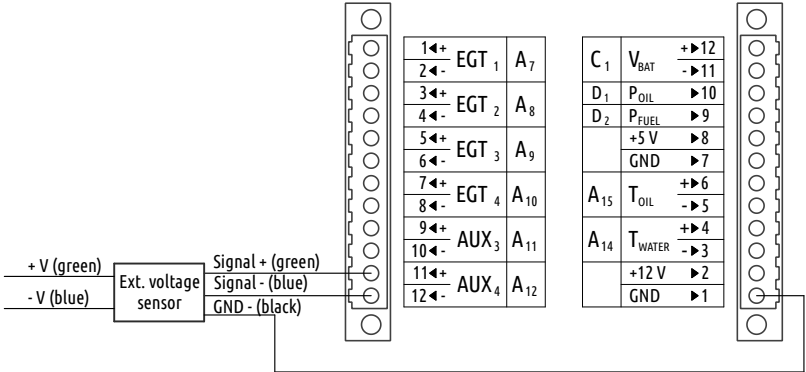 1◀+ EGT 1 A7 C1 VBAT +▶12
2◀- -▶11
3◀+ EGT 2 A8 D1 POIL ▶10
4◀- D2 PFUEL ▶9
5◀+ EGT 3 A9 +5 V ▶8
6◀- GND ▶7
7◀+ EGT 4 A10 A15 TOIL +▶6
8◀- -▶5
9◀+ AUX3 A11 A14 TWATER +▶4
10◀- -▶3
11◀+ AUX4 A12 +12 V ▶2
12◀- GND ▶1
+ V (green)
- V (blue)
Ext. voltage
sensor
Signal + (green)
Signal - (blue)
GND - (black)